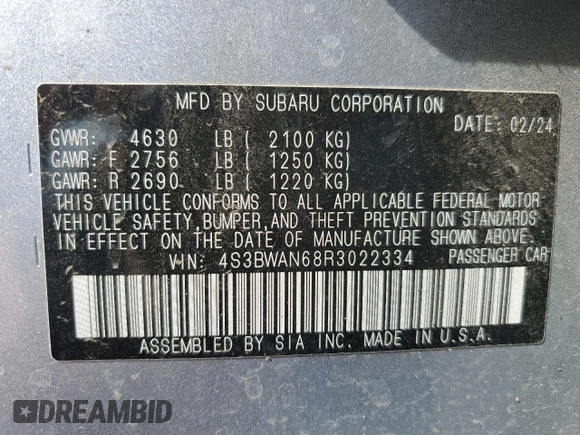 MFD BY SUBARU CORPORATION
DATE: 02/24
GVWR: 4630 LB ( 2100 KG)
GAWR: F 2756 LB ( 1250 KG)
GAWR: R 2690 LB ( 1220 KG)
THIS VEHICLE CONFORMS TO ALL APPLICABLE FEDERAL MOTOR
VEHICLE SAFETY,BUMPER,AND THEFT PREVENTION STANDARDS
IN EFFECT ON THE DATE OF MANUFACTURE SHOWN ABOVE.
VIN: 4S3BWAN68R3022334 PASSENGER CAR
ASSEMBLED BY SIA INC. MADE IN U.S.A.
DREAMBID